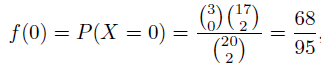 f(0) = P(X = 0) = \frac{\binom{3}{0}\binom{17}{2}}{\binom{20}{2}} = \frac{68}{95},